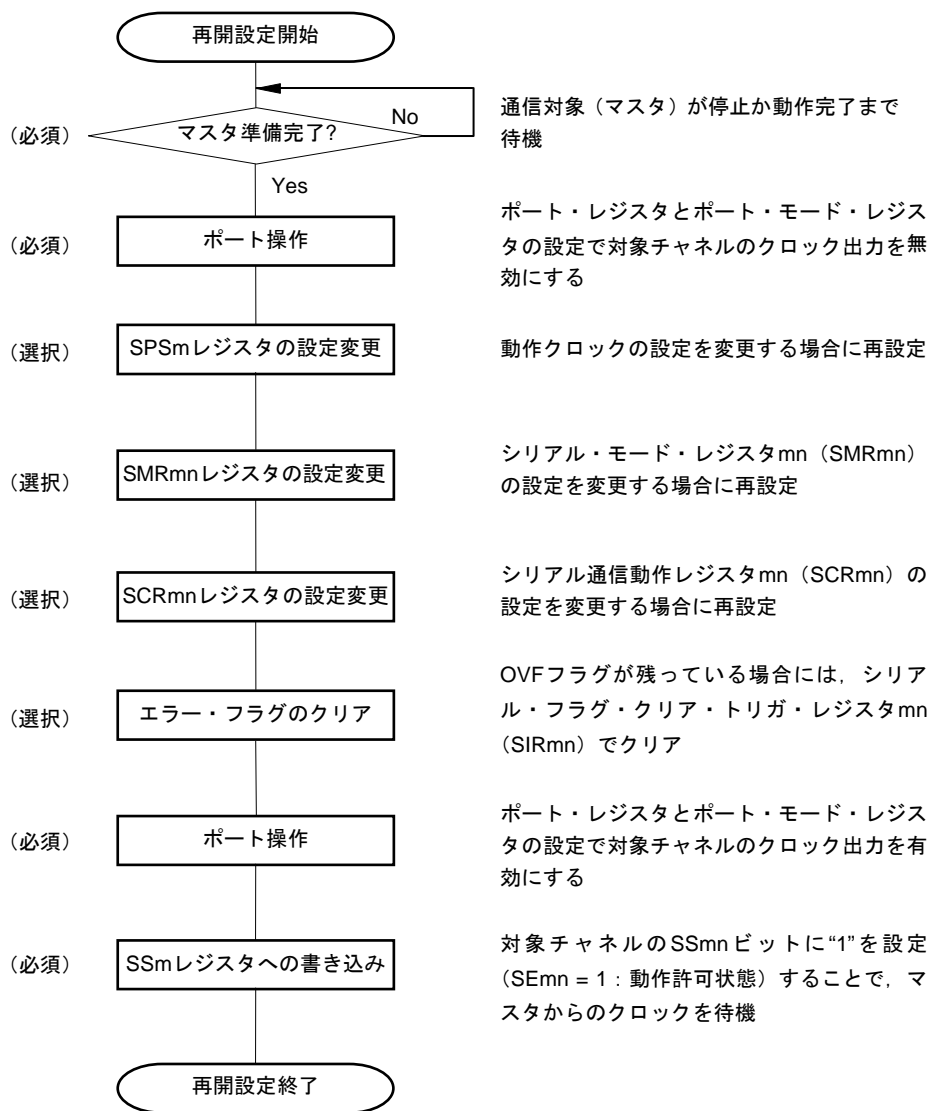 再開設定開始
No
通信対象（マスタ）が停止か動作完了まで
待機
（必須）
マスタ準備完了?
Yes
（必須）
ポート操作
ポート・レジスタとポート・モード・レジス
タの設定で対象チャネルのクロック出力を無
効にする
（選択）
SPSmレジスタの設定変更
動作クロックの設定を変更する場合に再設定
（選択）
SMRmnレジスタの設定変更
シリアル・モード・レジスタmn（SMRmn）
の設定を変更する場合に再設定
（選択）
SCRmnレジスタの設定変更
シリアル通信動作レジスタmn（SCRmn）の
設定を変更する場合に再設定
（選択）
エラー・フラグのクリア
OVFフラグが残っている場合には，シリア
ル・フラグ・クリア・トリガ・レジスタmn
（SIRmn）でクリア
（必須）
ポート操作
ポート・レジスタとポート・モード・レジス
タの設定で対象チャネルのクロック出力を有
効にする
（必須）
SSmレジスタへの書き込み
対象チャネルのSSmnビットに“1”を設定
（SEmn = 1：動作許可状態）することで，マ
スタからのクロックを待機
再開設定終了